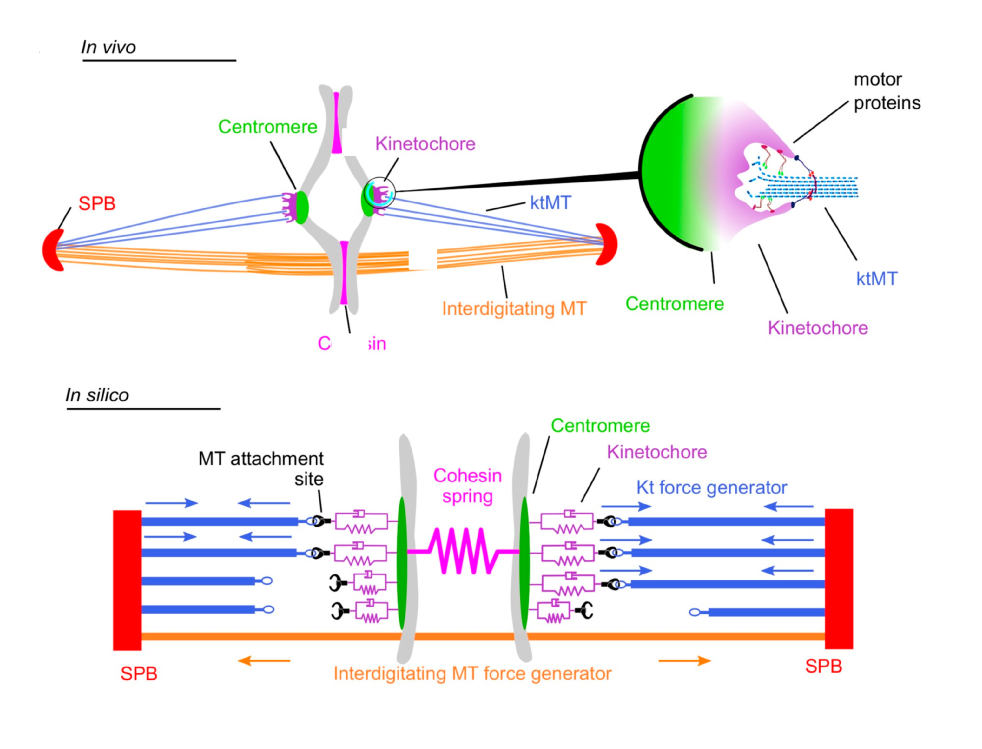 In vivo
motor
proteins
Centromere
Kinetochore
SPB
ktMT
ktMT
Interdigitating MT
Centromere
Kinetochore
In silico
Centromere
MT attachment
site
Kinetochore
Cohesin
spring
Kt force generator
SPB
Interdigitating MT force generator
SPB